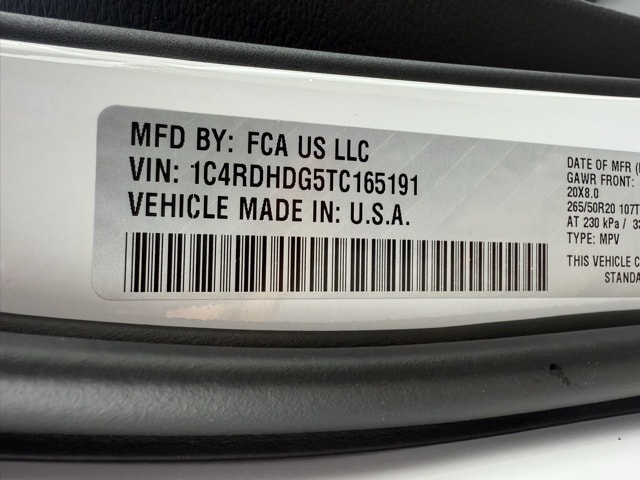 MFD BY: FCA US LLC
VIN: 1C4RDHDG5TC165191
VEHICLE MADE IN: U.S.A.
DATE OF MFR
GAWR FRONT:
20X8.0
265/50R20 107T
AT 230 kPa /
TYPE: MPV
THIS VEHICLE